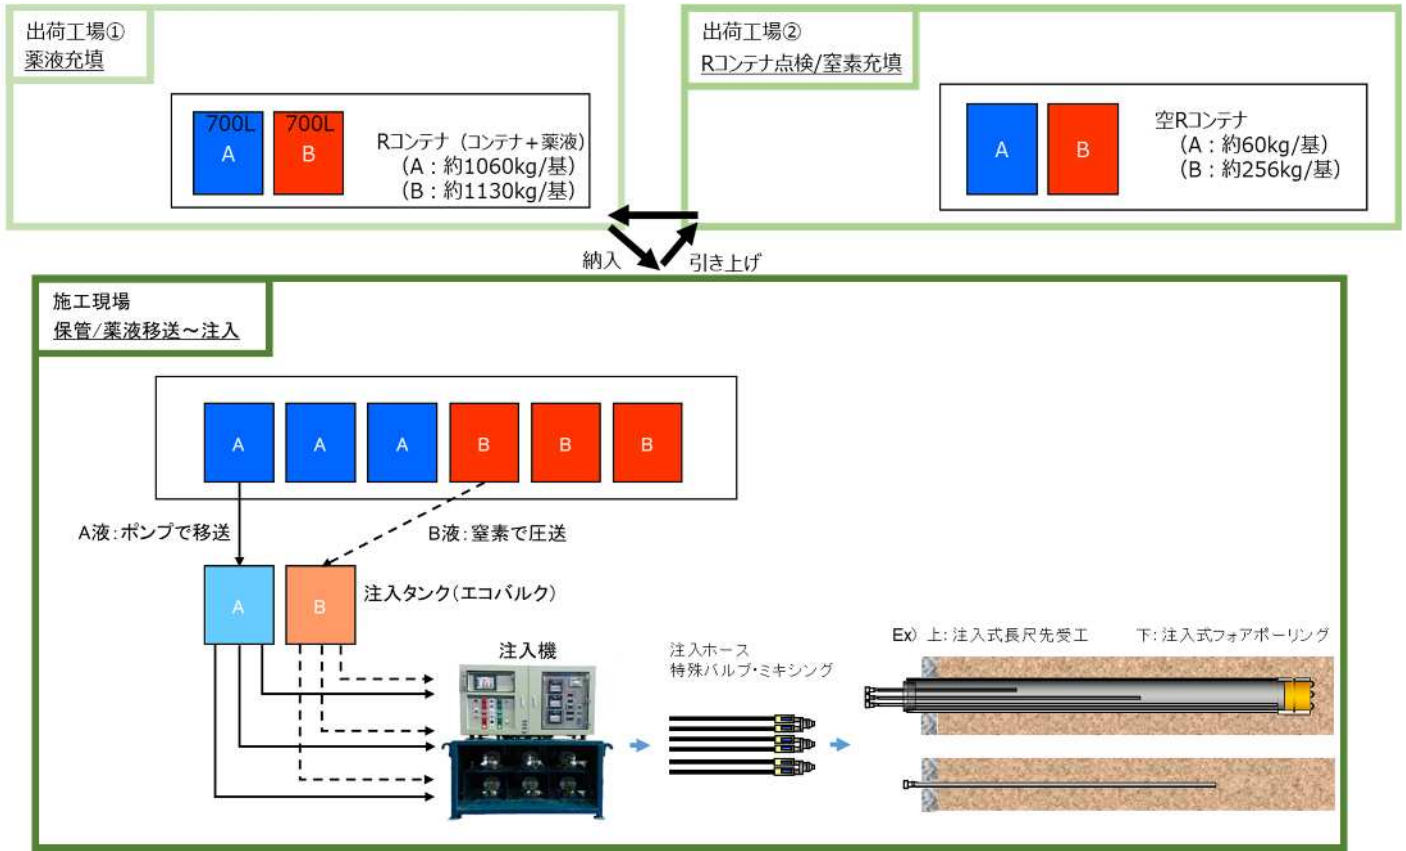 出荷工場①
薬液充填
700L
700L
A
B
Rコンテナ（コンテナ＋薬液）
（A：約1060kg/基）
（B：約1130kg/基）
出荷工場②
Rコンテナ点検/窒素充填
A
B
空Rコンテナ
（A：約60kg/基）
（B：約256kg/基）
納入
引き上げ
施工現場
保管/薬液移送～注入
A
A
A
B
B
B
A液：ポンプで移送
B液：窒素で圧送
A
B
注入タンク（エコバルク）
注入機
注入ホース
特殊バルブ・ミキシング
Ex）上：注入式長尺先受工　下：注入式フォアポーリング